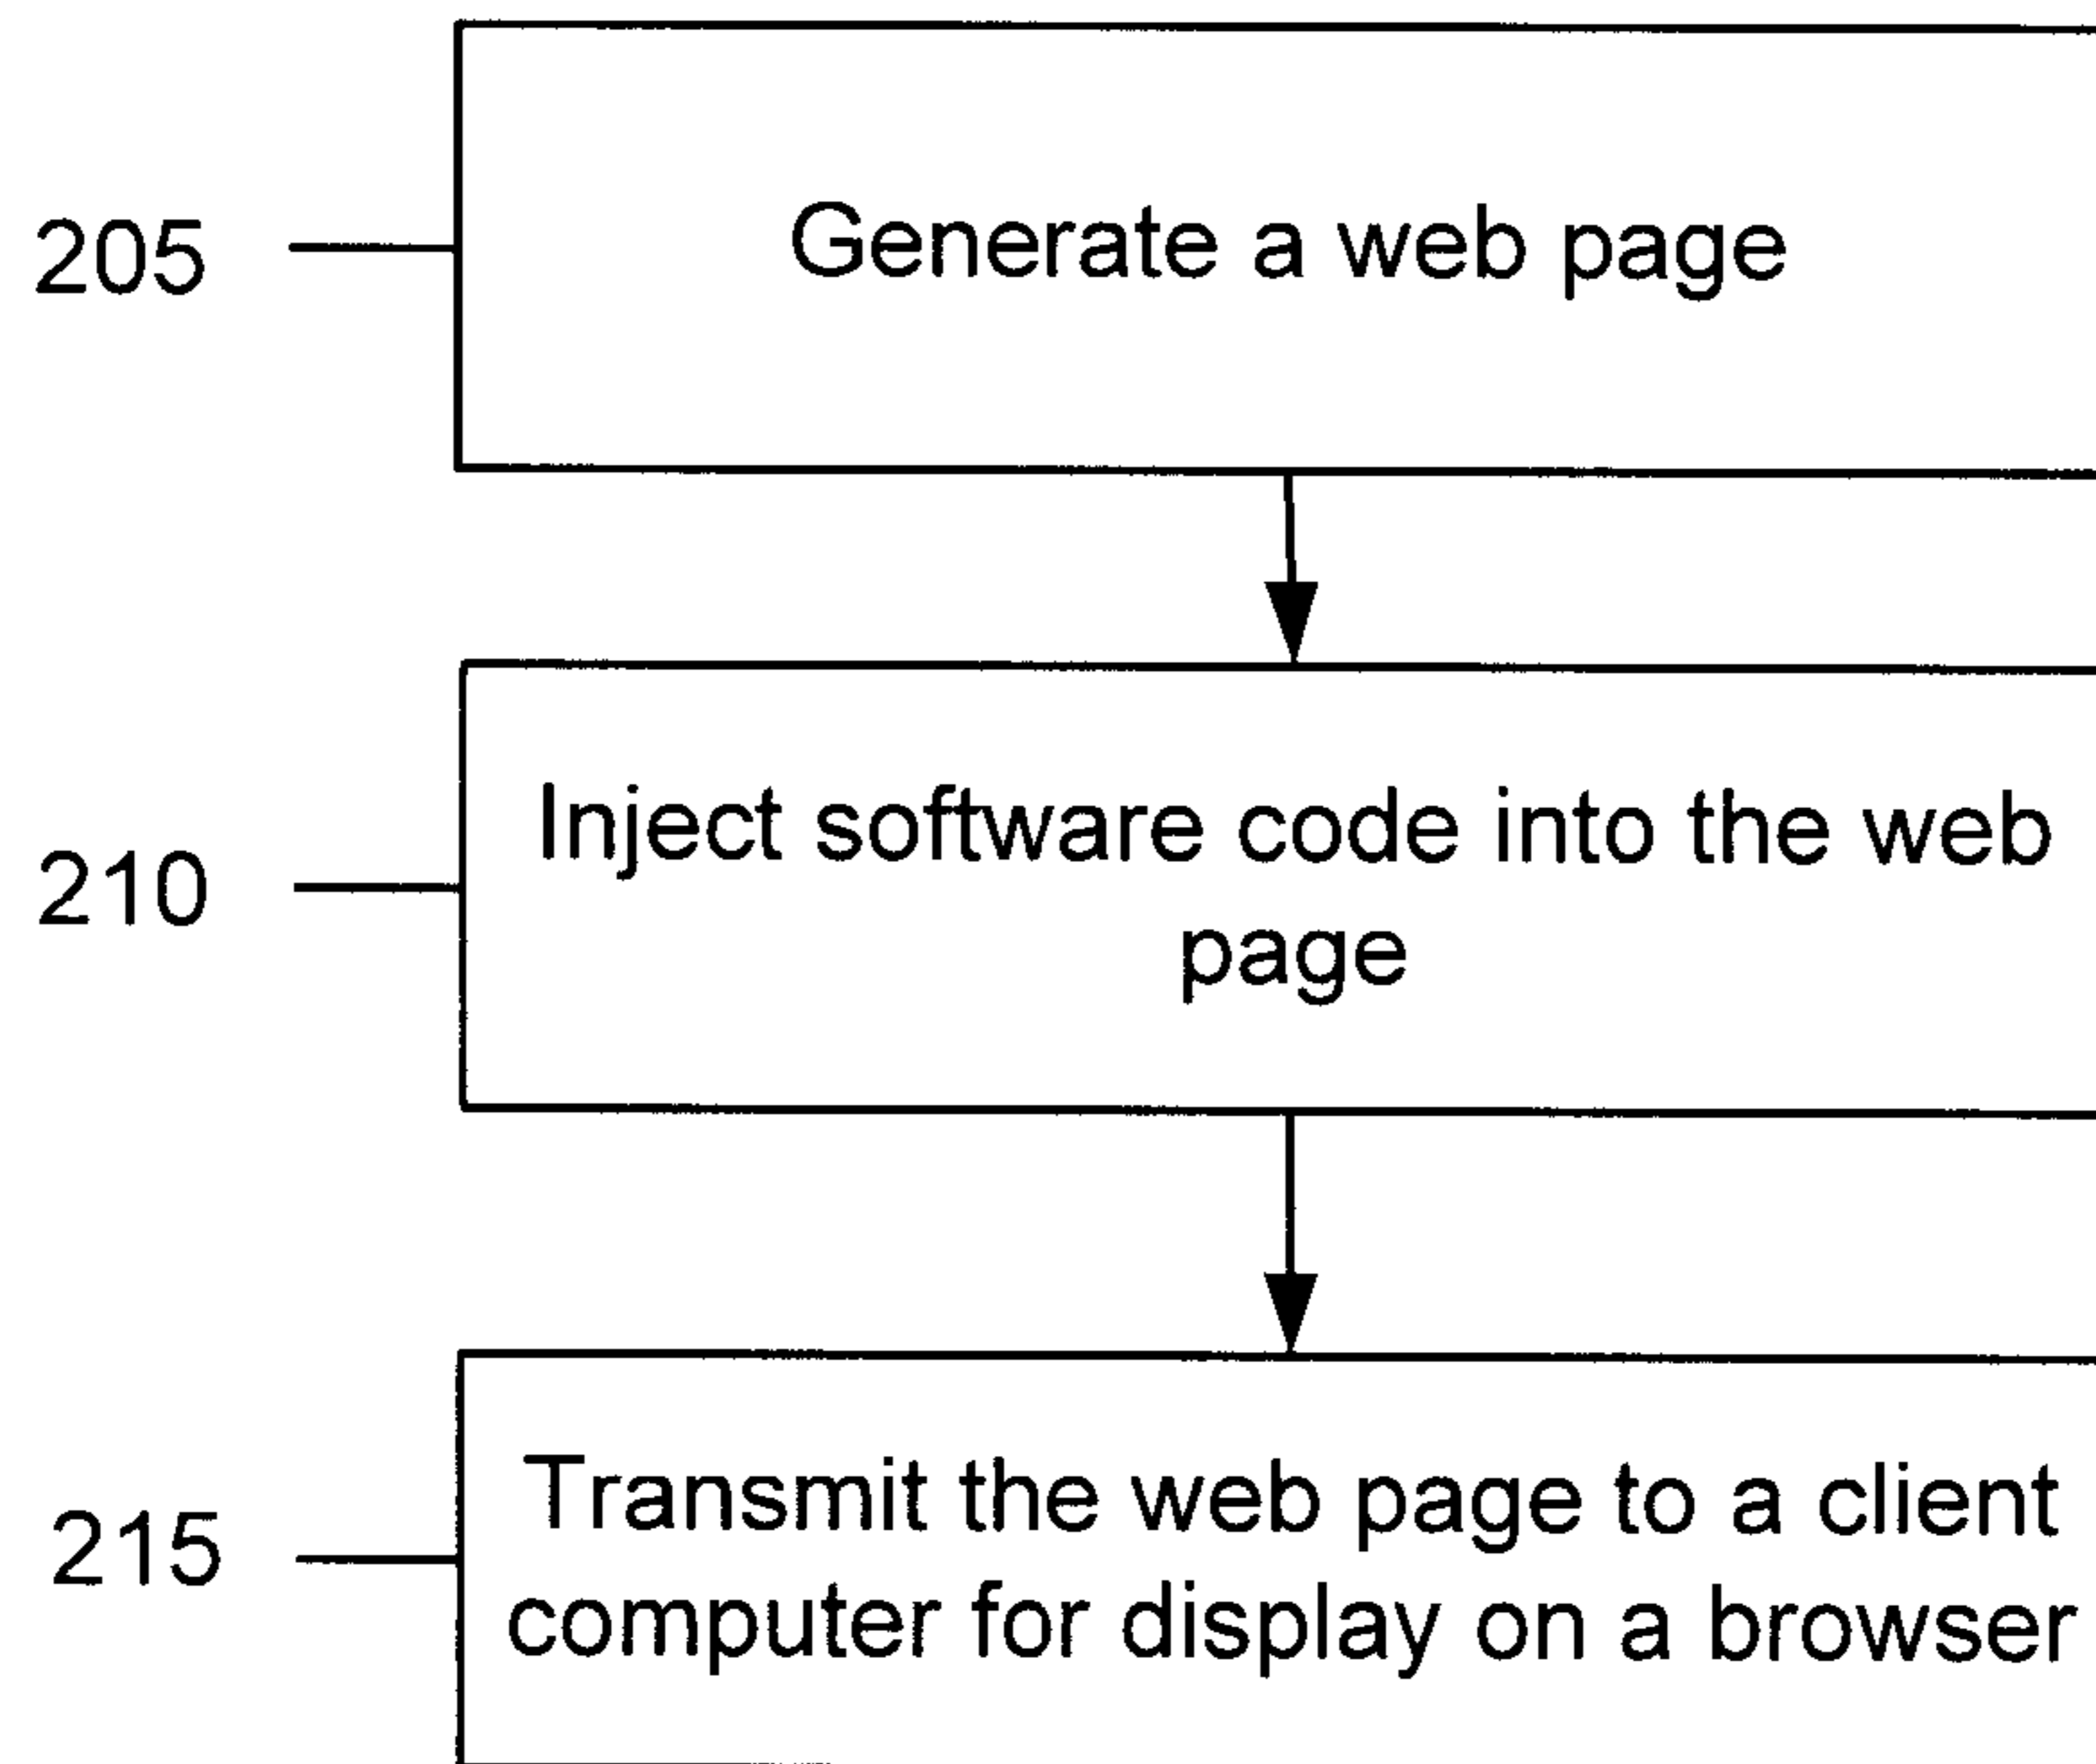 205
Generate a web page
210
Inject software code into the web
page
215
Transmit the web page to a client
computer for display on a browser